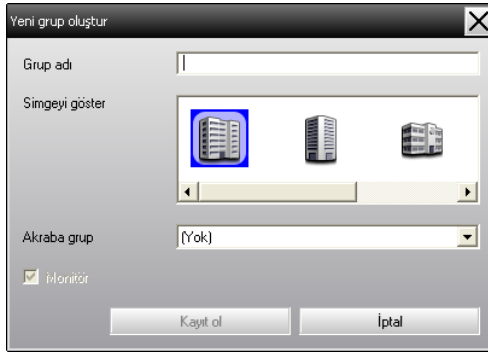 Yeni grup oluştur
Grup adı
Simgeyi göster
Akraba grup
(Yok)
Monitör
Kayıt ol
İptal